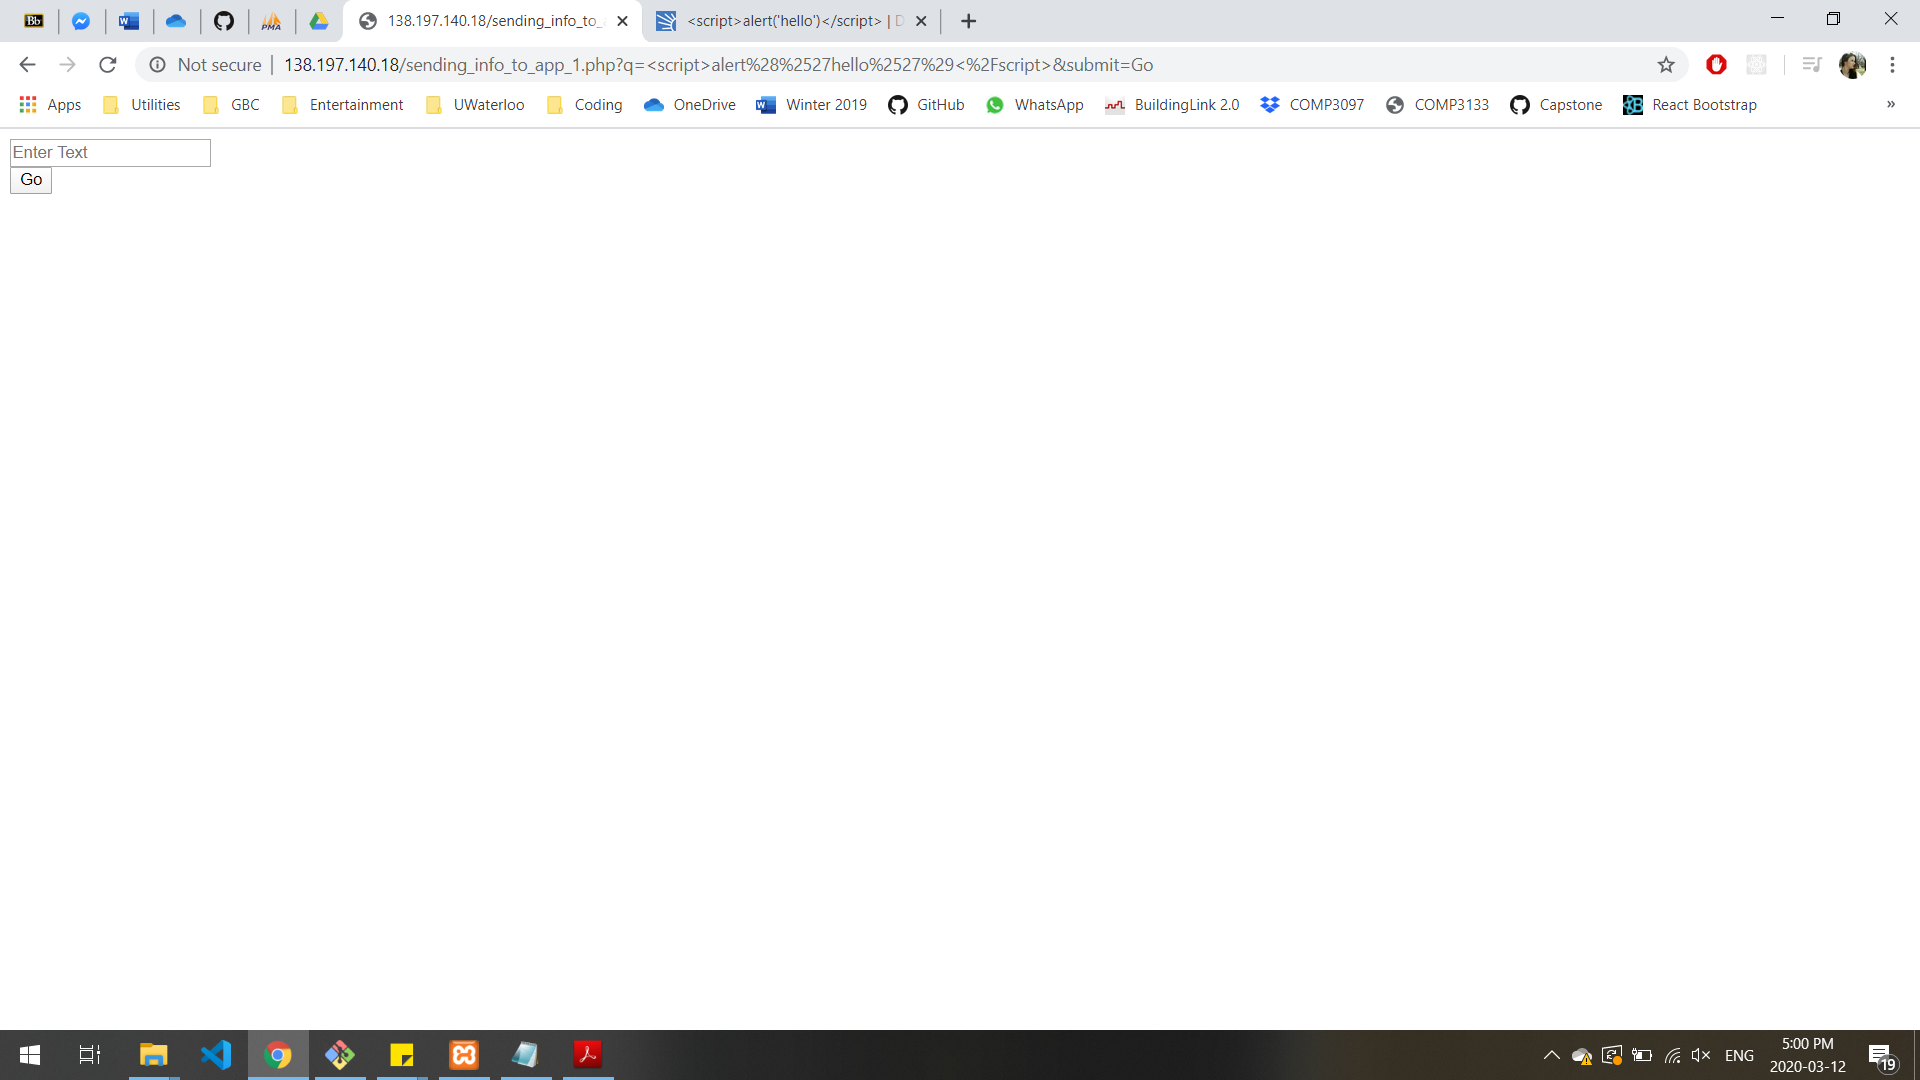 Bb
PMA
138.197.140.18/sending_info_to_
<script>alert('hello')</script> | D
Not secure | 138.197.140.18/sending_info_to_app_1.php?q=<script>alert%28%2527hello%2527%29<%2Fscript>&submit=Go
Apps Utilities GBC Entertainment UWaterloo Coding OneDrive Winter 2019 GitHub WhatsApp BuildingLink 2.0 COMP3097 COMP3133 Capstone React Bootstrap »
Enter Text
Go
ENG
5:00 PM
2020-03-12
19